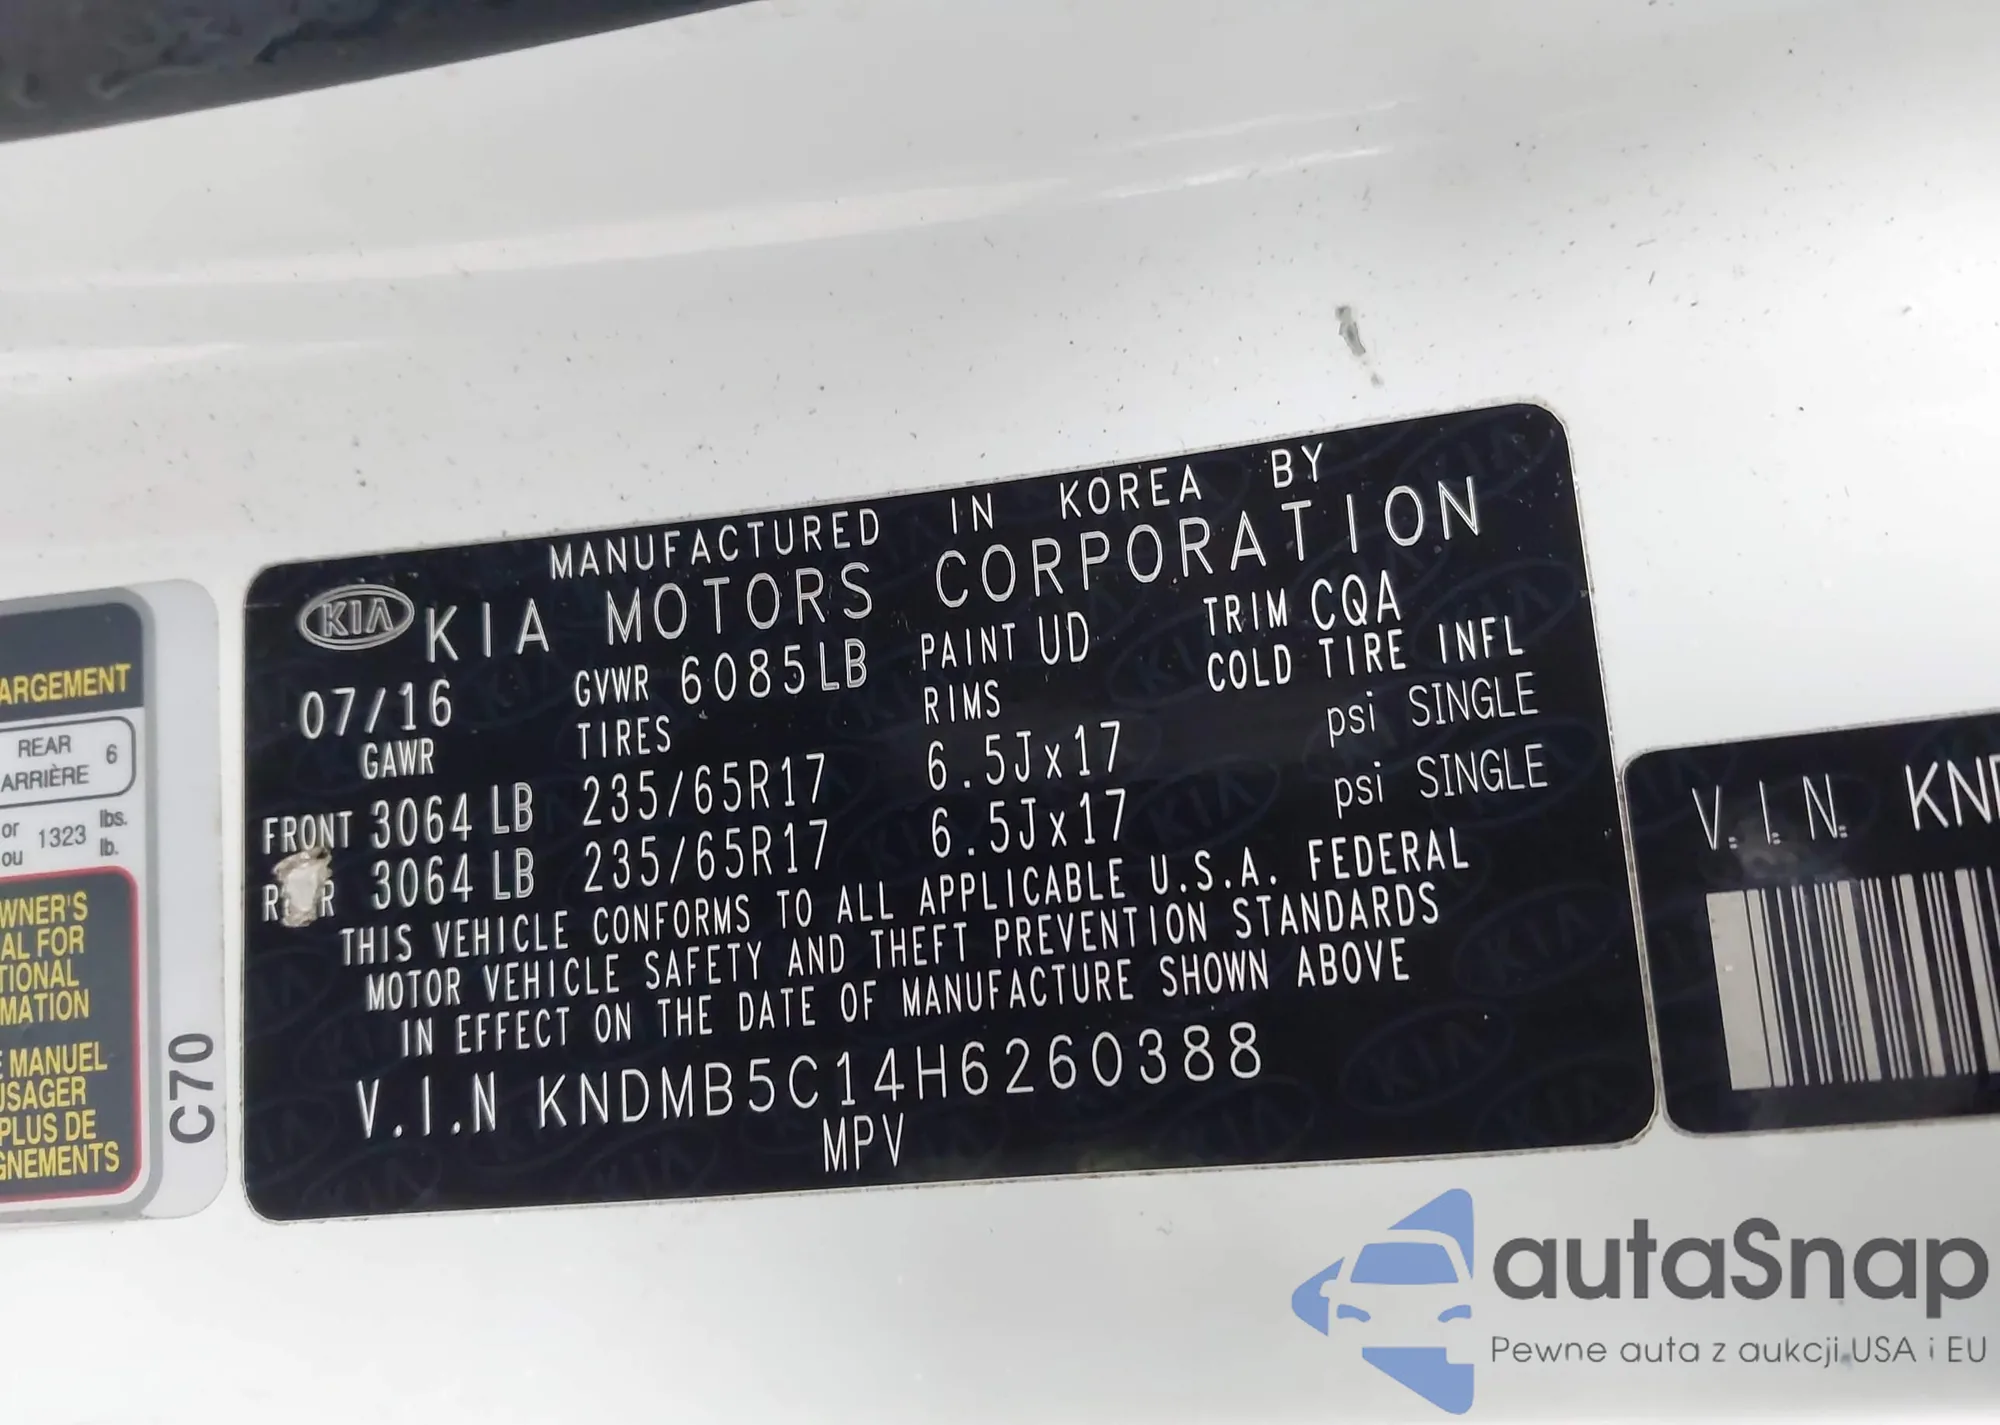 MANUFACTURED IN KOREA BY
KIA KIA MOTORS CORPORATION
07/16 GVWR 6085LB PAINT UD TRIM CQA
GAWR TIRES RIMS COLD TIRE INFL
FRONT 3064 LB 235/65R17 6.5Jx17 psi SINGLE
3064 LB 235/65R17 6.5Jx17 psi SINGLE
THIS VEHICLE CONFORMS TO ALL APPLICABLE U.S.A. FEDERAL
MOTOR VEHICLE SAFETY AND THEFT PREVENTION STANDARDS
IN EFFECT ON THE DATE OF MANUFACTURE SHOWN ABOVE
V.I.N KNDMB5C14H6260388
MPV
ARGEMENT
REAR 6
ARRIÈRE
or 1323 lbs.
ou lb.
WNER'S
AL FOR
TIONAL
MATION
MANUEL
USAGER
PLUS DE
GNEMENTS
C70
V.I.N. KN
autaSnap
Pewne auta z aukcji USA i EU